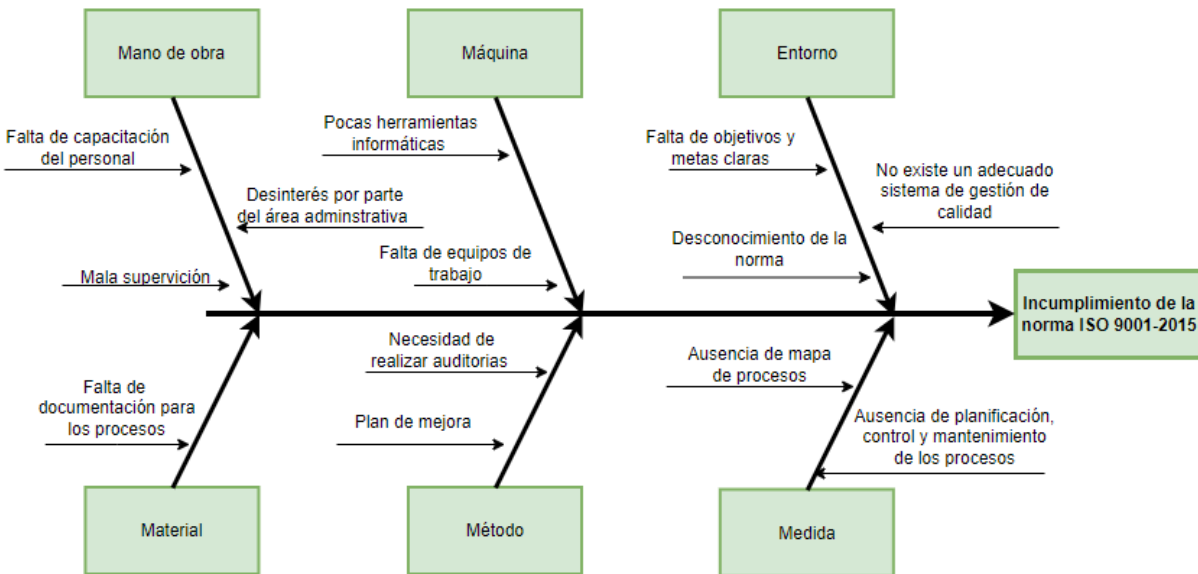 Mano de obra
Máquina
Entorno
Falta de capacitación
del personal
Desinterés por parte
del área adminstrativa
Mala supervición
Pocas herramientas
informáticas
Falta de equipos de
trabajo
Falta de objetivos y
metas claras
No existe un adecuado
sistema de gestión de
calidad
Desconocimiento de la
norma
Incumplimiento de la
norma ISO 9001-2015
Falta de
documentación para
los procesos
Necesidad de
realizar auditorias
Plan de mejora
Ausencia de mapa
de procesos
Ausencia de planificación,
control y mantenimiento
de los procesos
Material
Método
Medida